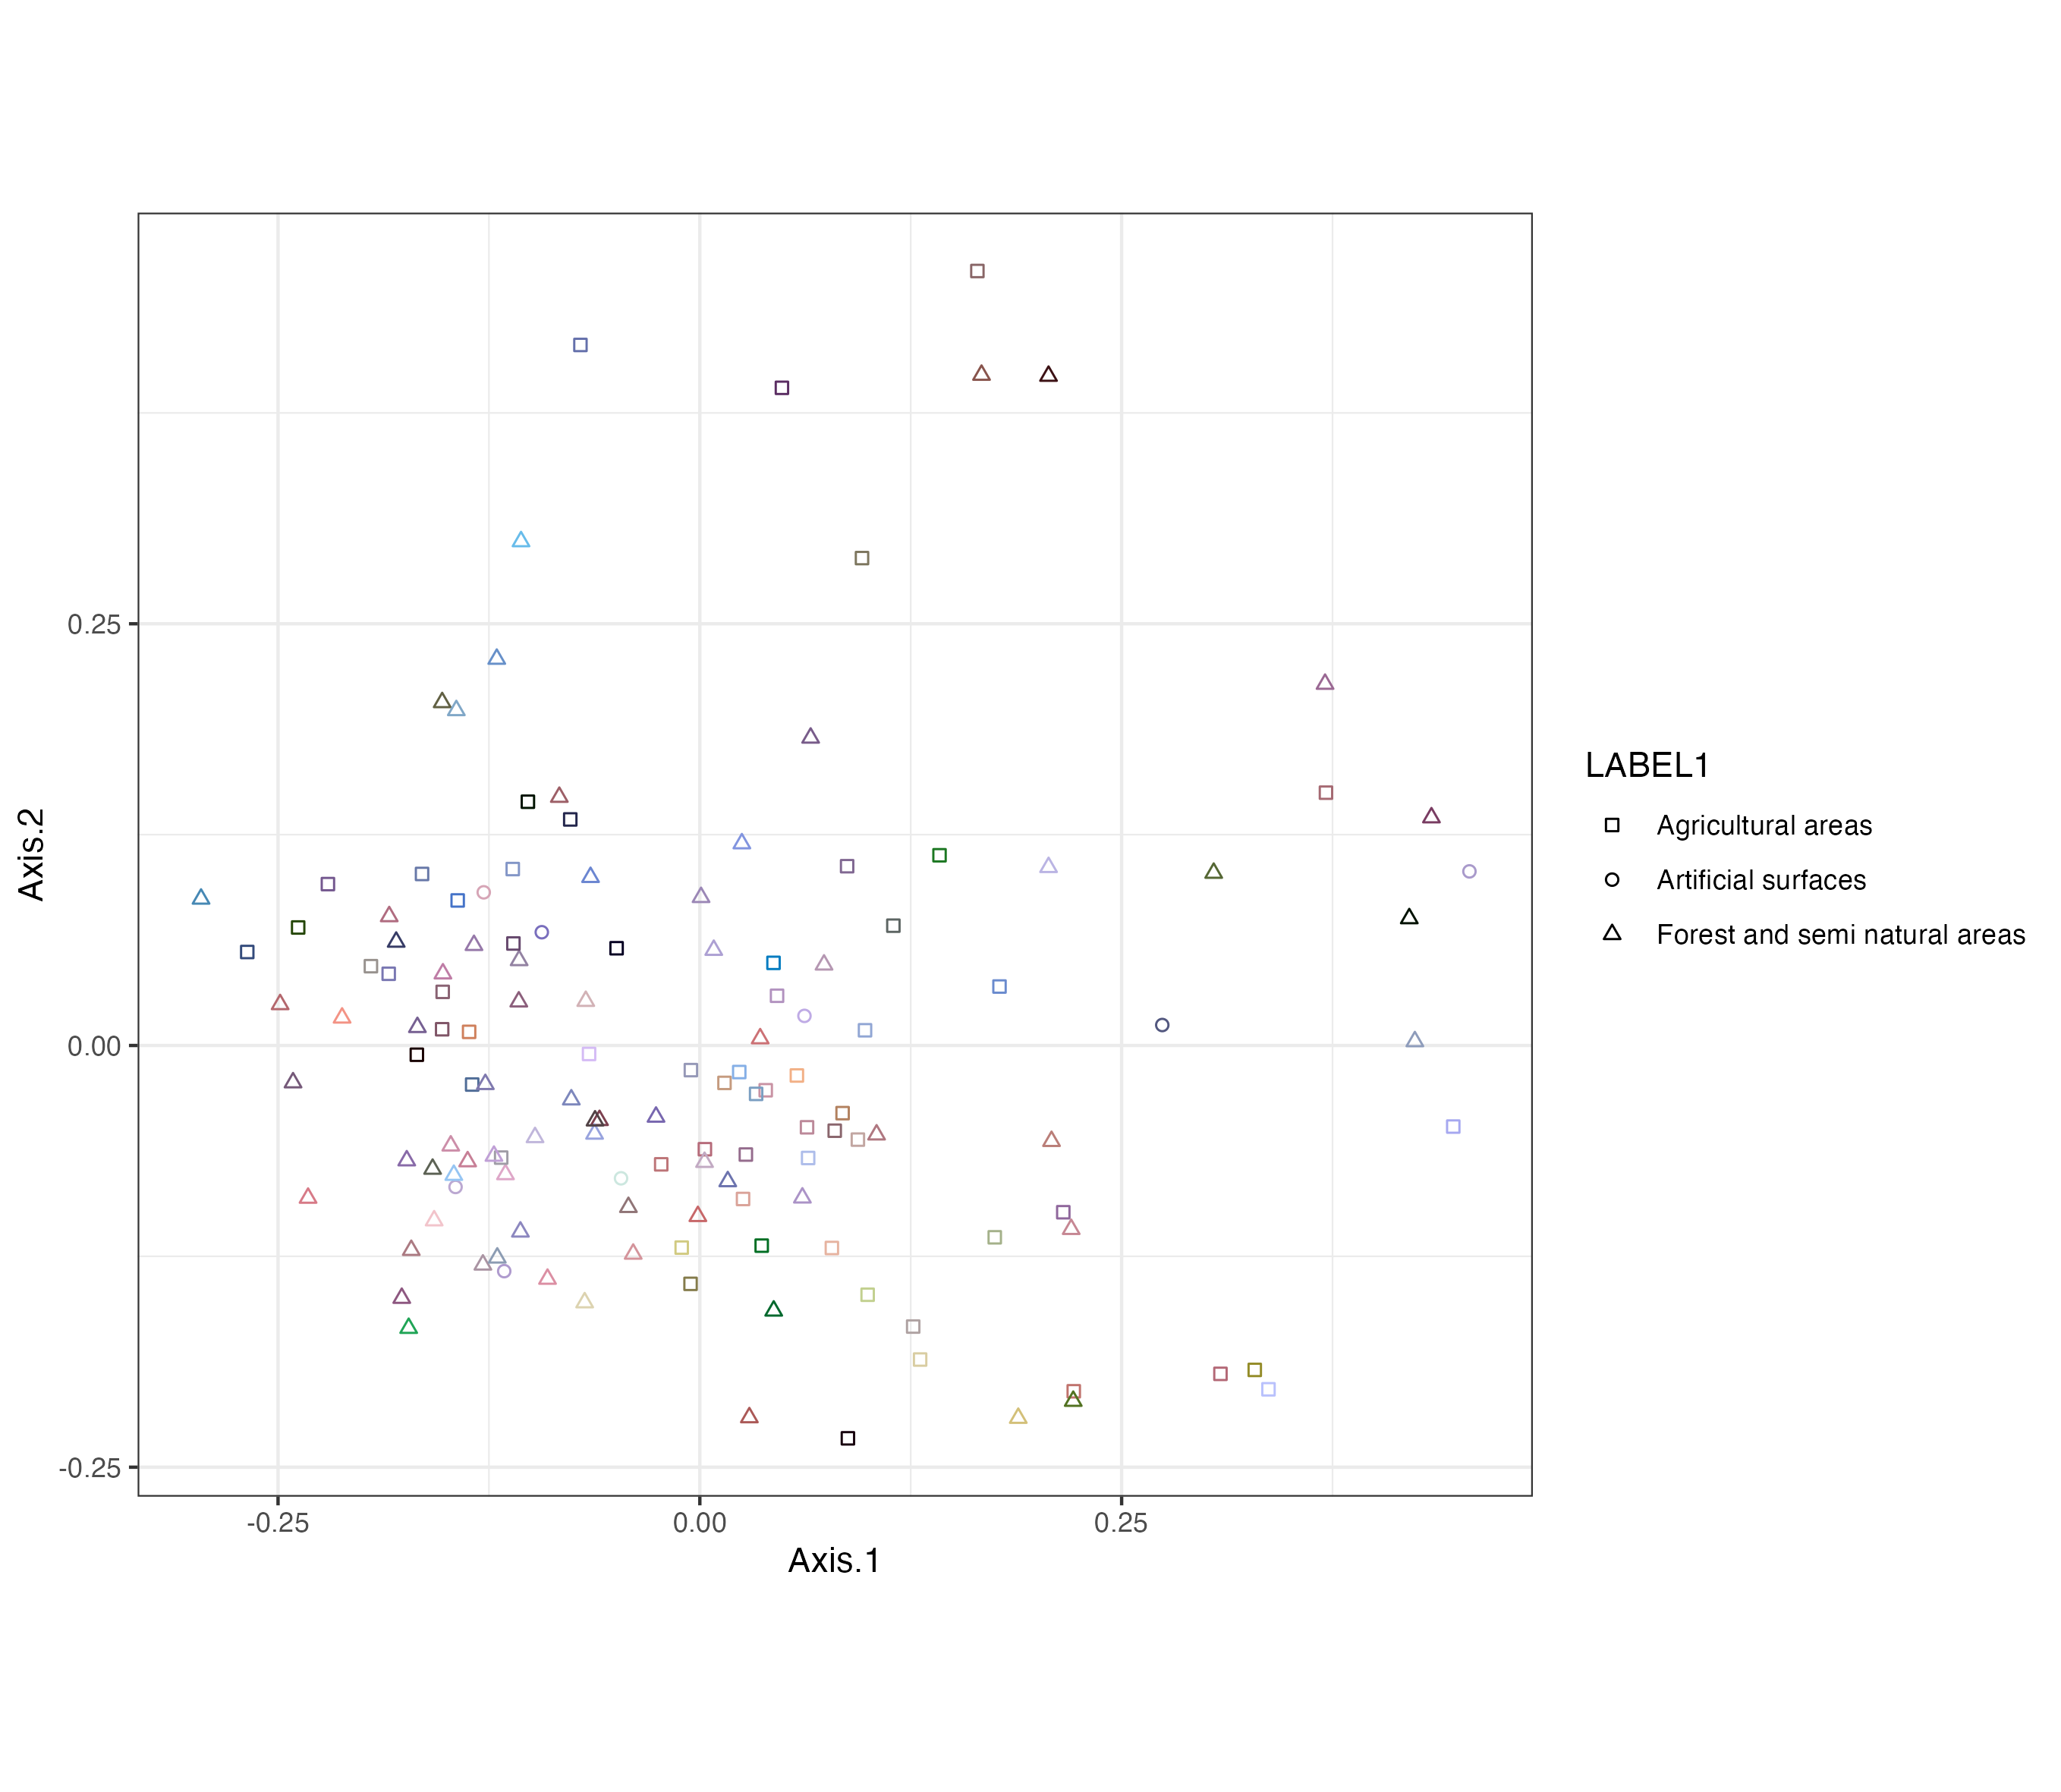 Axis.2
0.25
0.00
-0.25
-0.25
0.00
0.25
Axis.1
LABEL1
Agricultural areas
Artificial surfaces
Forest and semi natural areas